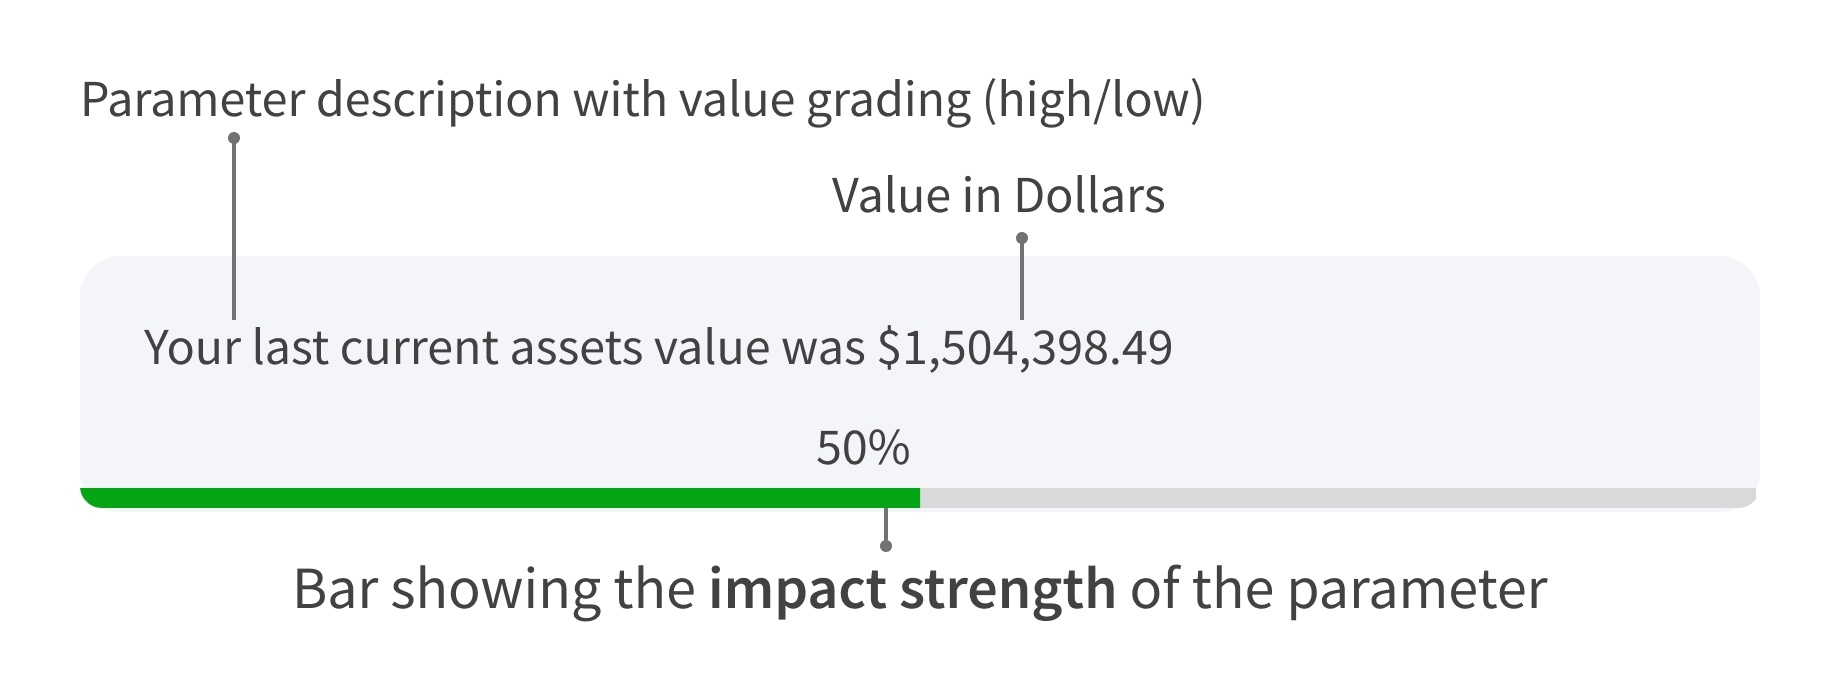 Parameter description with value grading (high/low)
Value in Dollars
Your last current assets value was $1,504,398.49
50%
Bar showing the impact strength of the parameter